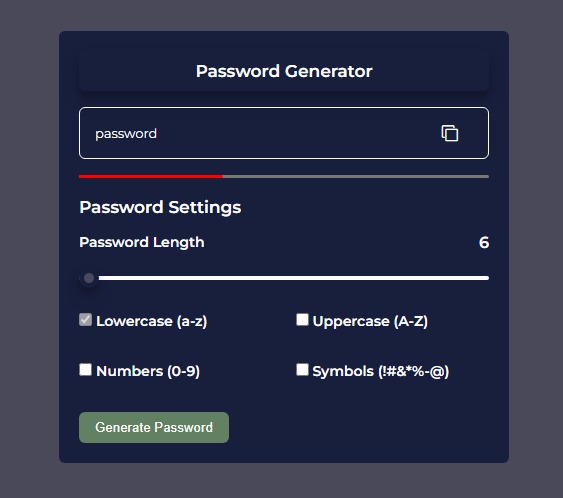 Password Generator
password
Password Settings
Password Length 6
Lowercase (a-z) Uppercase (A-Z)
Numbers (0-9) Symbols (!#&*%-@)
Generate Password